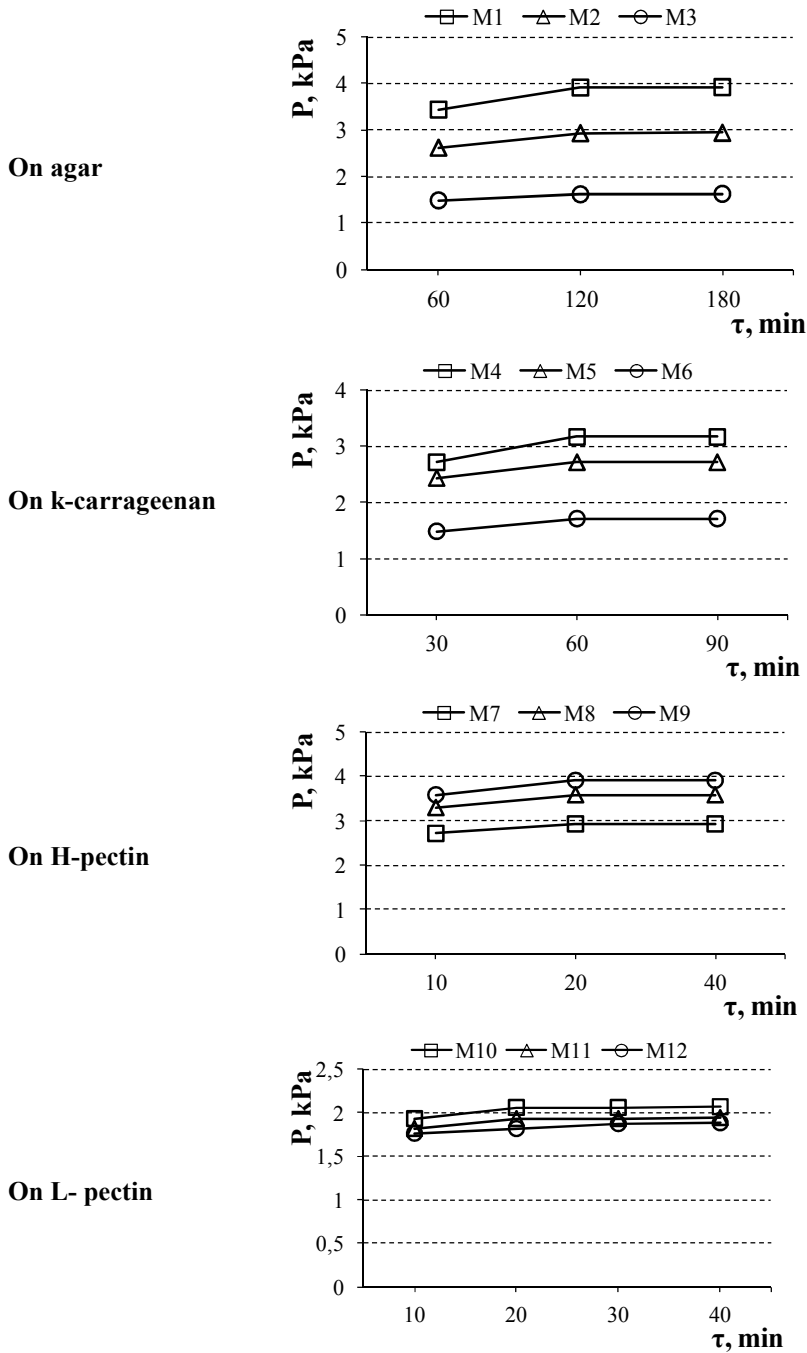 M1 M2 M3
P, kPa
5
4
3
2
1
0
On agar
60 120 180
τ, min
M4 M5 M6
P, kPa
4
3
2
1
0
On k-carrageenan
30 60 90
τ, min
M7 M8 M9
P, kPa
5
4
3
2
1
0
On H-pectin
10 20 40
τ, min
M10 M11 M12
P, kPa
2,5
2
1,5
1
0,5
0
On L- pectin
10 20 30 40
τ, min